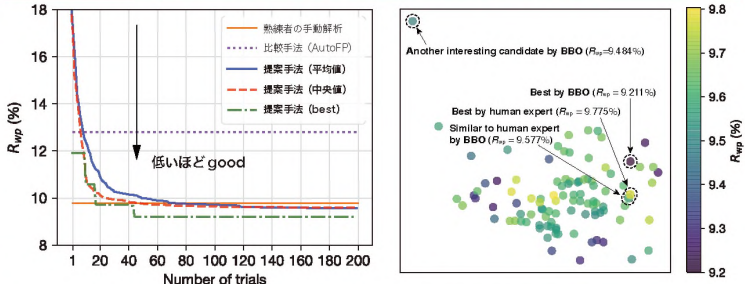 18
16
14
12
10
8
R_wp (%)
熟練者の手動解析
比較手法 (AutoFP)
提案手法 (平均値)
提案手法 (中央値)
提案手法 (best)
低いほどgood
1 20 40 60 80 100 120 140 160 180 200
Number of trials
Another interesting candidate by BBO (R_wp=9.484%)
Best by BBO (R_wp = 9.211%)
Best by human expert (R_wp = 9.775%)
Similar to human expert
by BBO (R_wp = 9.577%)
9.8
9.7
9.6
9.5
9.4
9.3
9.2
R_wp (%)